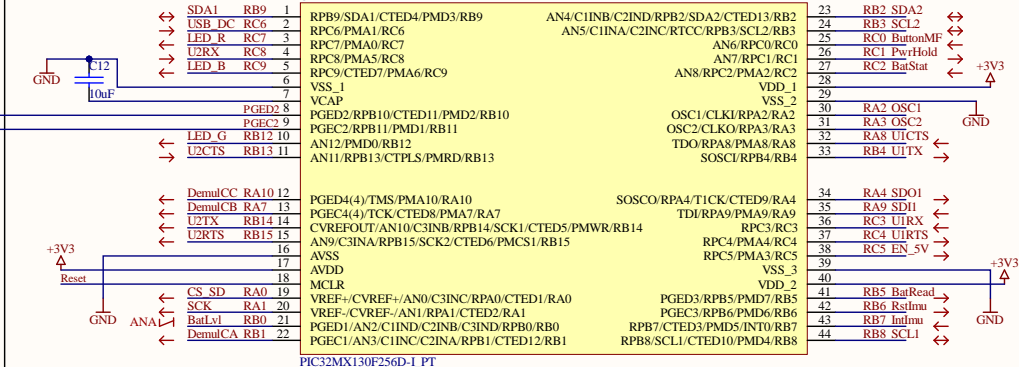 SDA1 RB9 1 RPB9/SDA1/CTED4/PMD3/RB9 AN4/C1INB/C2IND/RPB2/SDA2/CTED13/RB2 23 RB2 SDA2
USB_DC RC6 2 RPC6/PMA1/RC6 AN5/C1INA/C2INC/RTCC/RPB3/SCL2/RB3 24 RB3 SCL2
LED_R RC7 3 RPC7/PMA0/RC7 AN6/RPC0/RC0 25 RC0 ButtonMF
U2RX RC8 4 RPC8/PMA5/RC8 AN7/RPC1/RC1 26 RC1 PwrHold
LED_B RC9 5 RPC9/CTED7/PMA6/RC9 AN8/RPC2/PMA2/RC2 27 RC2 BatStat
C12
GND
10uF
6 VSS_1 VDD_1 28
+3V3
7 VCAP VSS_2 29
GND
PGED2 8 PGED2/RPB10/CTED11/PMD2/RB10 OSC1/CLKI/RPA2/RA2 30 RA2 OSC1
PGEC2 9 PGEC2/RPB11/PMD1/RB11 OSC2/CLKO/RPA3/RA3 31 RA3 OSC2
LED_G RB12 10 AN12/PMD0/RB12 TDO/RPA8/PMA8/RA8 32 RA8 U1CTS
U2CTS RB13 11 AN11/RPB13/CTPLS/PMRD/RB13 SOSCI/RPB4/RB4 33 RB4 U1TX
DemulCC RA10 12 PGED4(4)/TMS/PMA10/RA10 SOSCO/RPA4/T1CK/CTED9/RA4 34 RA4 SDO1
DemulCB RA7 13 PGEC4(4)/TCK/CTED8/PMA7/RA7 TDI/RPA9/PMA9/RA9 35 RA9 SDI1
U2TX RB14 14 CVREFOUT/AN10/C3INB/RPB14/SCK1/CTED5/PMWR/RB14 RPC3/RC3 36 RC3 U1RX
U2RTS RB15 15 AN9/C3INA/RPB15/SCK2/CTED6/PMCS1/RB15 RPC4/PMA4/RC4 37 RC4 U1RTS
16 AVSS RPC5/PMA3/RC5 38 RC5 EN_5V
+3V3
17 AVDD VSS_3 39
+3V3
Reset 18 MCLR VDD_2 40
CS_SD RA0 19 VREF+/CVREF+/AN0/C3INC/RPA0/CTED1/RA0 PGED3/RPB5/PMD7/RB5 41 RB5 BatRead
SCK RA1 20 VREF-/CVREF-/AN1/RPA1/CTED2/RA1 PGEC3/RPB6/PMD6/RB6 42 RB6 RstImu
GND ANA BatLvl RB0 21 PGED1/AN2/C1IND/C2INB/C3IND/RPB0/RB0 RPB7/CTED3/PMD5/INT0/RB7 43 RB7 IntImu GND
DemulCA RB1 22 PGEC1/AN3/C1INC/C2INA/RPB1/CTED12/RB1 RPB8/SCL1/CTED10/PMD4/RB8 44 RB8 SCL1
PIC32MX130F256D-I_PT